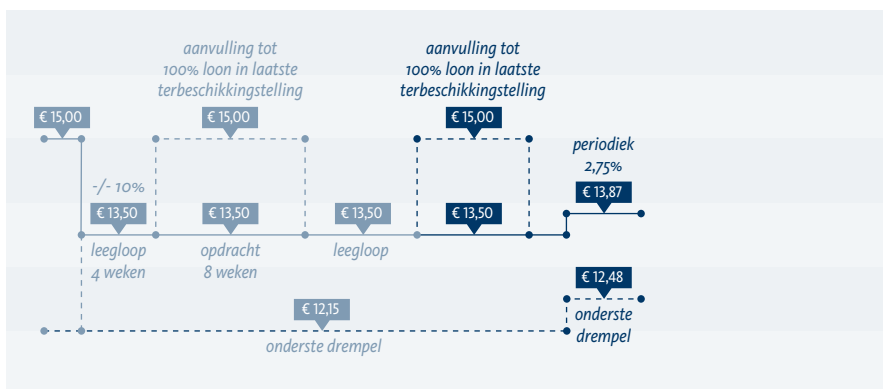 aanvulling tot
100% loon in laatste
terbeschikkingstelling
aanvulling tot
100% loon in laatste
terbeschikkingstelling
€ 15,00
€ 15,00
€ 15,00
periodiek
2,75%
-/- 10%
€ 13,87
€ 13,50
€ 13,50
€ 13,50
€ 13,50
leegloop
4 weken
opdracht
8 weken
leegloop
€ 12,48
€ 12,15
onderste
drempel
onderste drempel